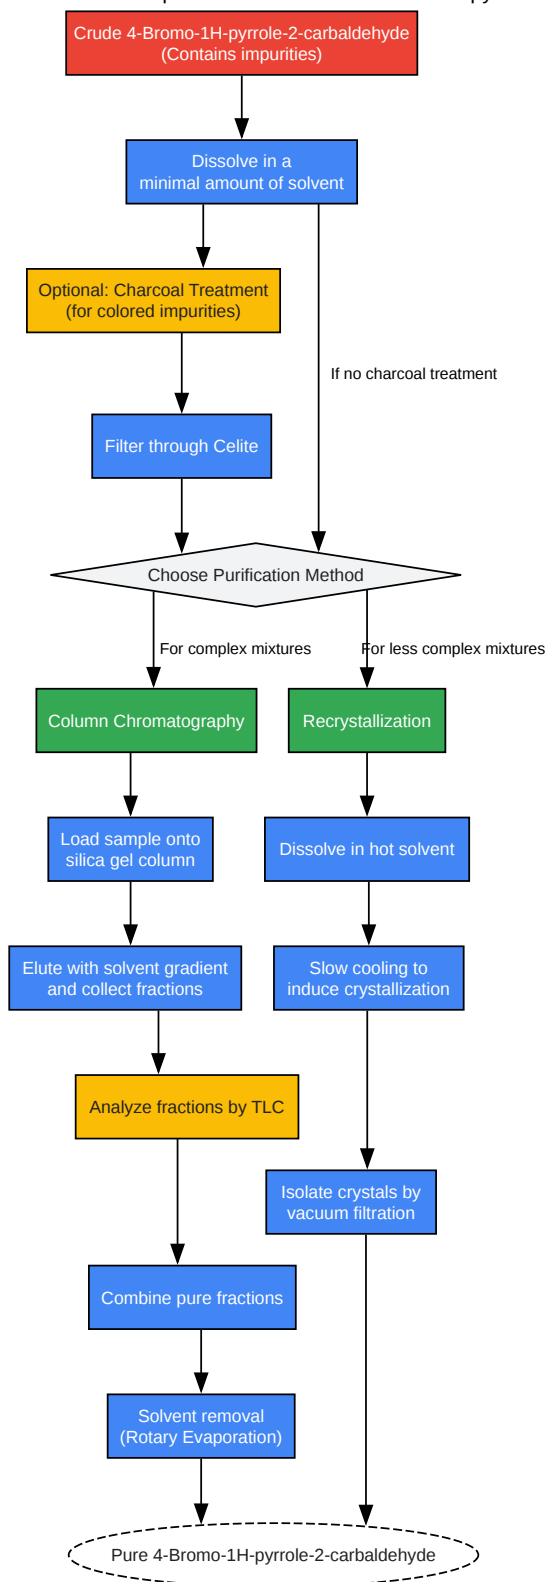 Crude 4-Bromo-1H-pyrrole-2-carbaldehyde
(Contains impurities)
Dissolve in a
minimal amount of solvent
Optional: Charcoal Treatment
(for colored impurities)
If no charcoal treatment
Filter through Celite
Choose Purification Method
For complex mixtures
For less complex mixtures
Column Chromatography
Recrystallization
Load sample onto
silica gel column
Dissolve in hot solvent
Elute with solvent gradient
and collect fractions
Slow cooling to
induce crystallization
Analyze fractions by TLC
Isolate crystals by
vacuum filtration
Combine pure fractions
Solvent removal
(Rotary Evaporation)
Pure 4-Bromo-1H-pyrrole-2-carbaldehyde